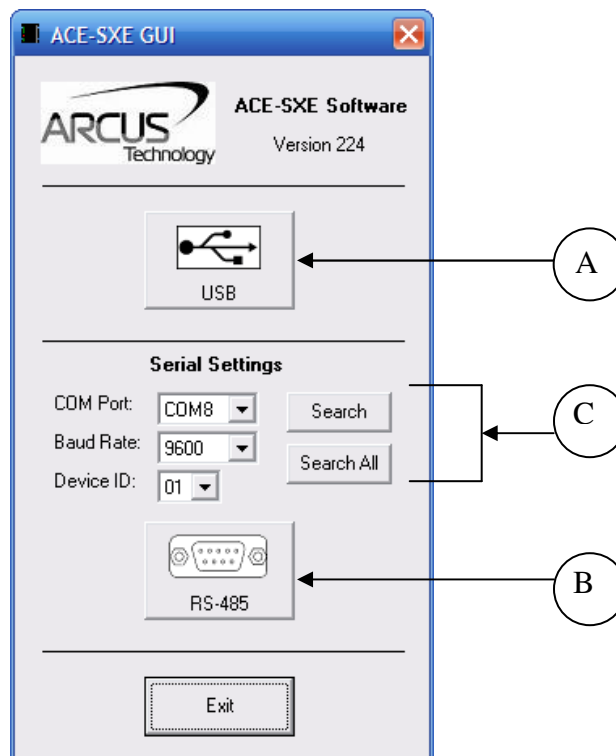 ACE-SXE GUI
ARCUS
Technology
ACE-SXE Software
Version 224
USB
A
Serial Settings
COM Port: COM8 Search
Baud Rate: 9600 Search All
Device ID: 01
C
RS-485
B
Exit